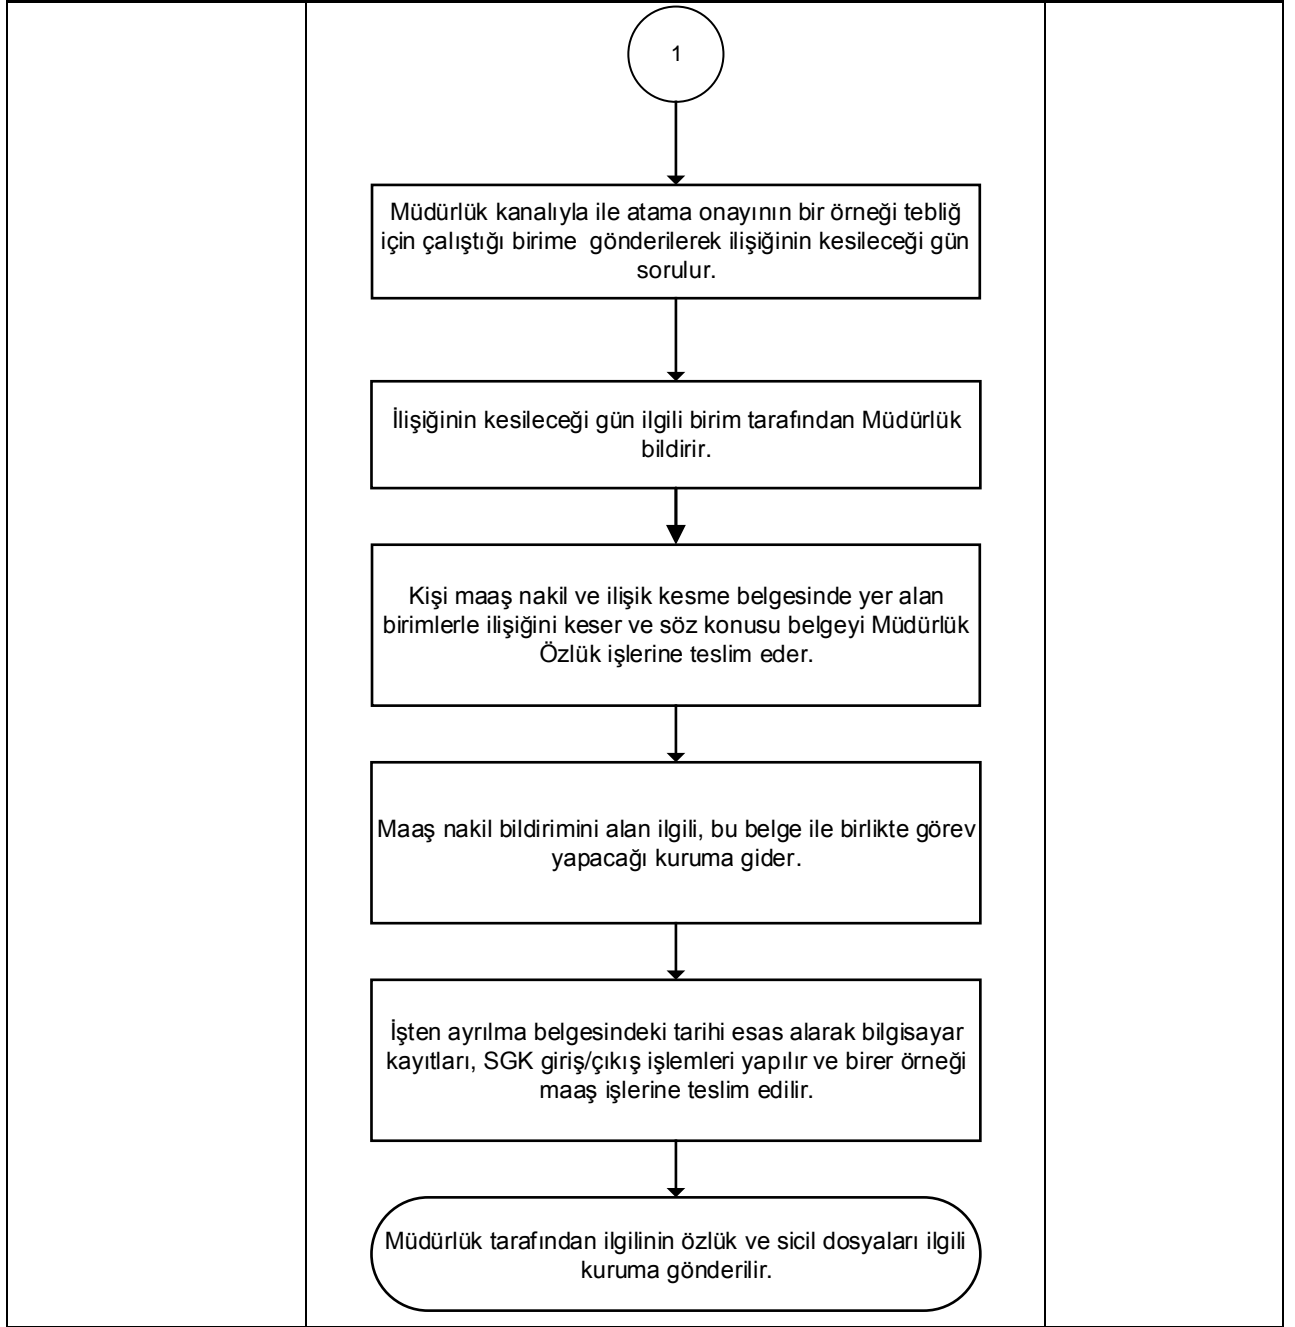 1
Müdürlük kanalıyla ile atama onayının bir örneği tebliğ
için çalıştığı birime  gönderilerek ilişiğinin kesileceği gün
sorulur.
İlişiğinin kesileceği gün ilgili birim tarafından Müdürlük
bildirir.
Kişi maaş nakil ve ilişik kesme belgesinde yer alan
birimlerle ilişiğini keser ve söz konusu belgeyi Müdürlük
Özlük işlerine teslim eder.
Maaş nakil bildirimini alan ilgili, bu belge ile birlikte görev
yapacağı kuruma gider.
İşten ayrılma belgesindeki tarihi esas alarak bilgisayar
kayıtları, SGK giriş/çıkış işlemleri yapılır ve birer örneği
maaş işlerine teslim edilir.
Müdürlük tarafından ilgilinin özlük ve sicil dosyaları ilgili
kuruma gönderilir.